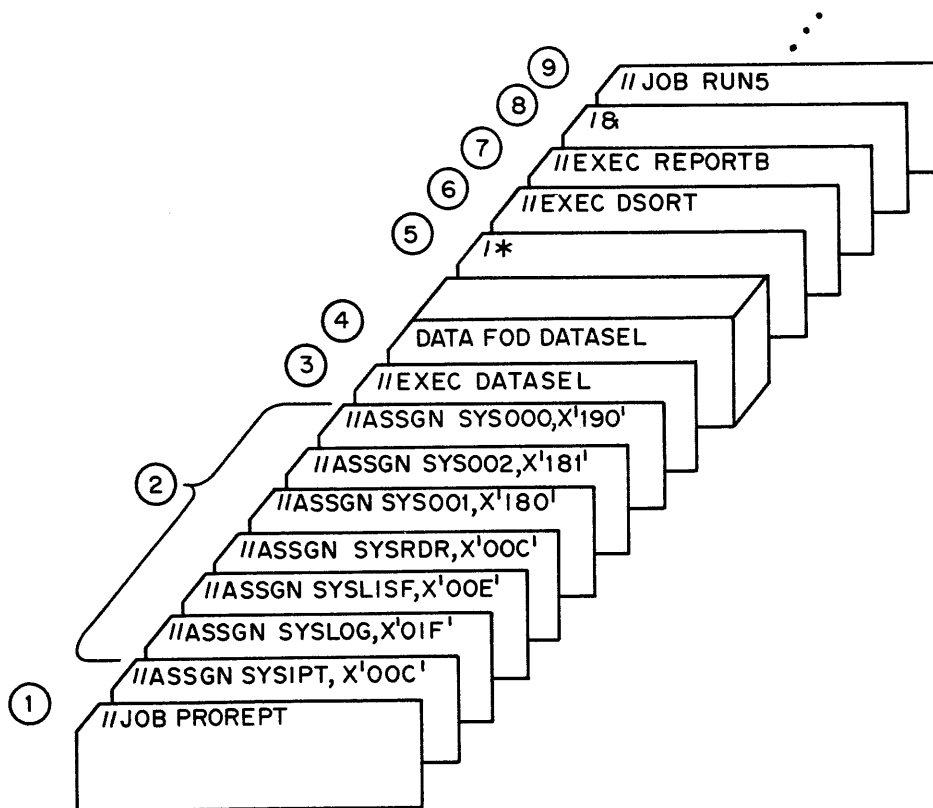 9
//JOB RUN5
8
/&
7
//EXEC REPORTB
6
//EXEC DSORT
5
/*
4
DATA FOD DATASEL
3
//EXEC DATASEL
2
//ASSGN SYS000,X'190'
//ASSGN SYS002,X'181'
//ASSGN SYS001,X'180'
//ASSGN SYSRDR,X'00C'
//ASSGN SYSLISF,X'00E'
//ASSGN SYSLOG,X'01F'
//ASSGN SYSIPT, X'00C'
1
//JOB PROREPT